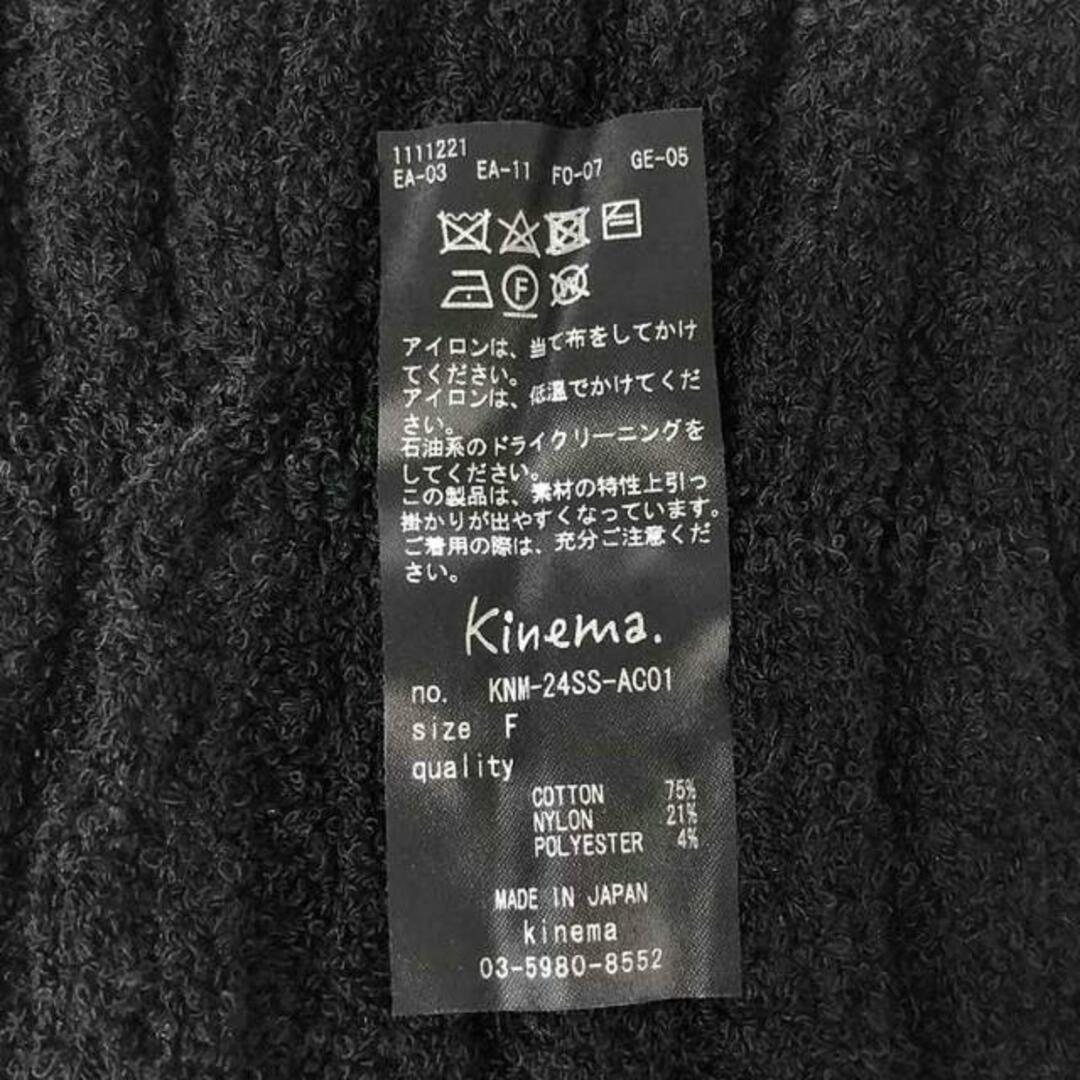 1111221
EA-03 EA-11 FO-07 GE-05
F W
アイロンは、当て布をしてかけ
てください。
アイロンは、低温でかけてくだ
さい。
石油系のドライクリーニングを
してください。
この製品は、素材の特性上引っ
掛かりが出やすくなっています。
ご着用の際は、充分ご注意くだ
さい。
Kinema.
no. KNM-24SS-AC01
size F
quality
COTTON 75%
NYLON 21%
POLYESTER 4%
MADE IN JAPAN
kinema
03-5980-8552